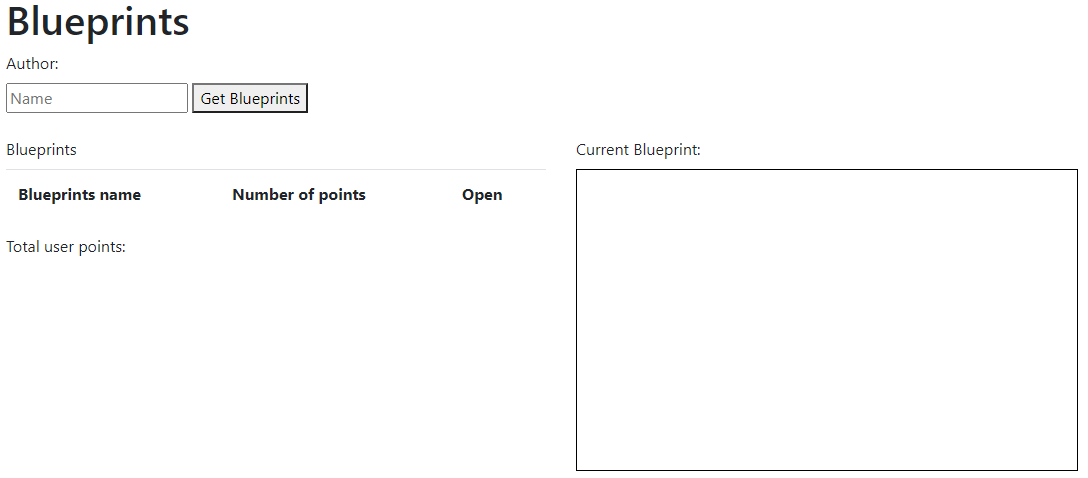 Blueprints
Author:
Name Get Blueprints
Blueprints
Blueprints name Number of points Open
Total user points:
Current Blueprint: